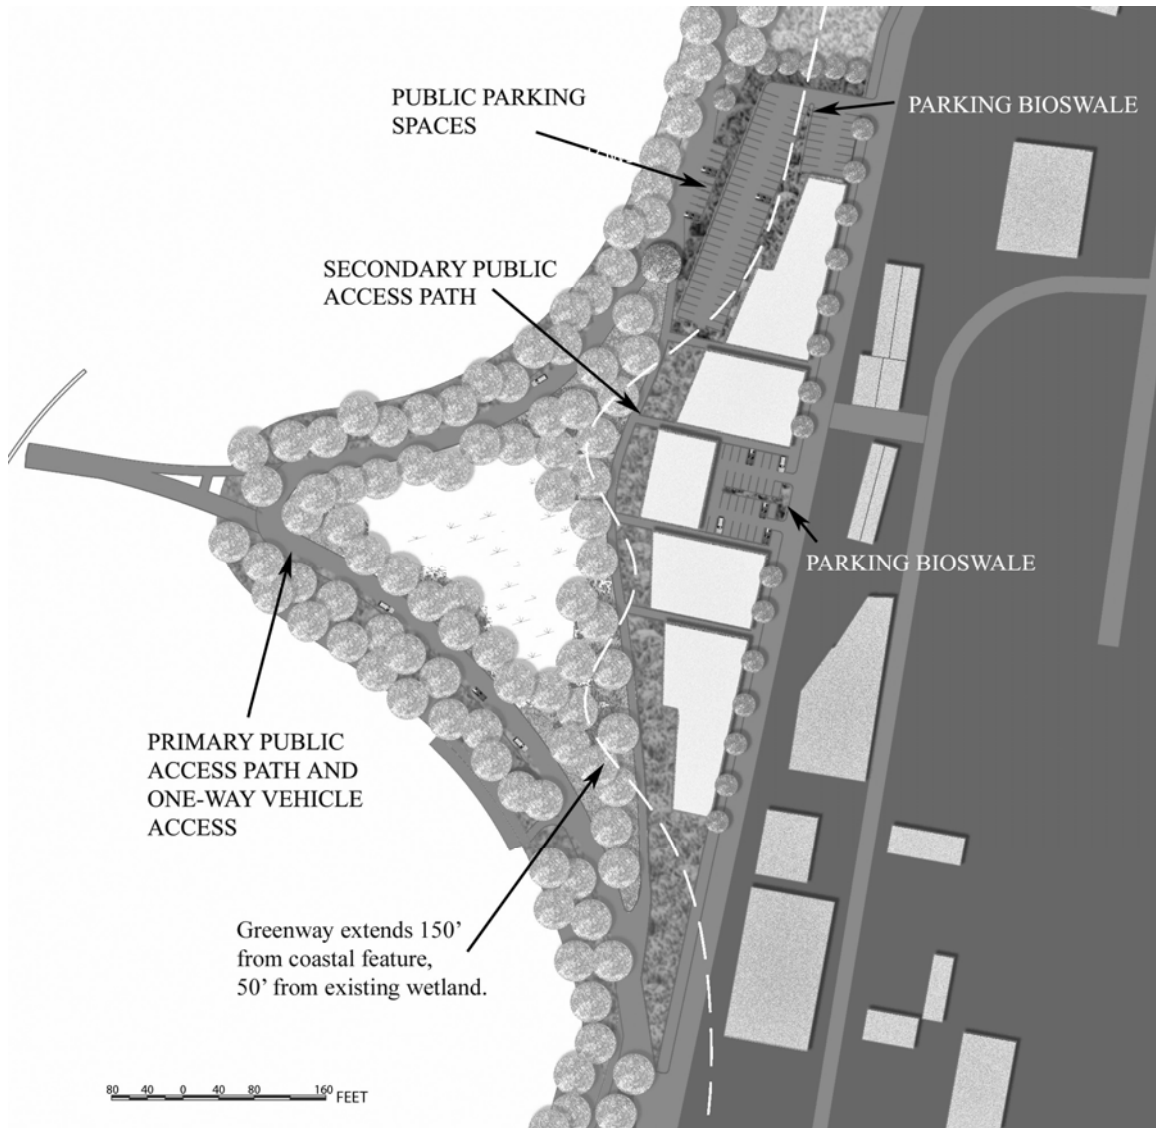 PUBLIC PARKING
SPACES
PARKING BIOSWALE
SECONDARY PUBLIC
ACCESS PATH
PARKING BIOSWALE
PRIMARY PUBLIC
ACCESS PATH AND
ONE-WAY VEHICLE
ACCESS
Greenway extends 150’
from coastal feature,
50’ from existing wetland.
80 40 0 40 80 160
FEET